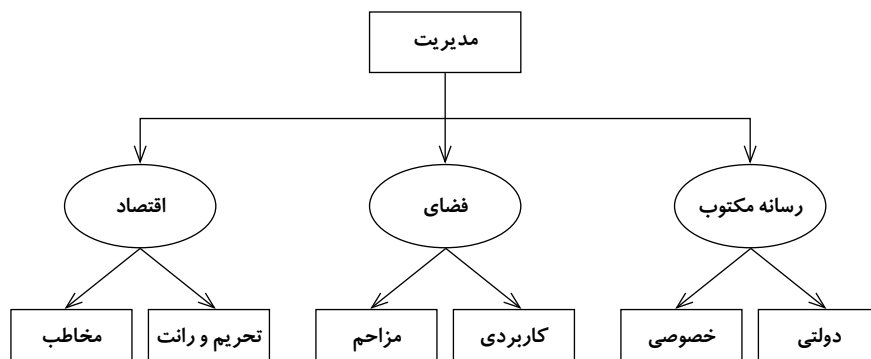 مدیریت
رسانه مکتوب
فضای
اقتصاد
دولتی
خصوصی
کاربردی
مزاحم
تحریم و رانت
مخاطب